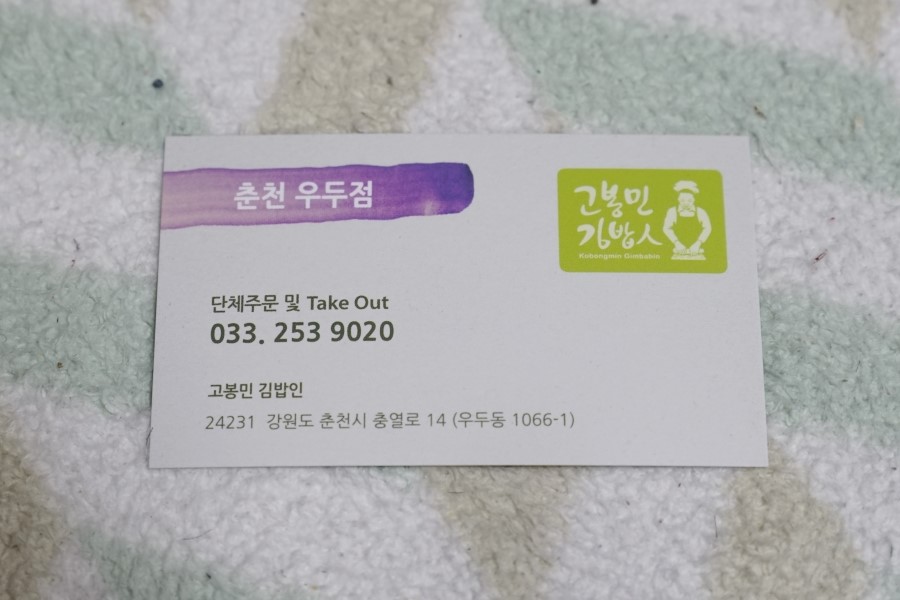 춘천 우두점
고봉민
김밥人
Kobongmin Gimbabin
단체주문 및 Take Out
033. 253 9020
고봉민 김밥인
24231 강원도 춘천시 충열로 14 (우두동 1066-1)